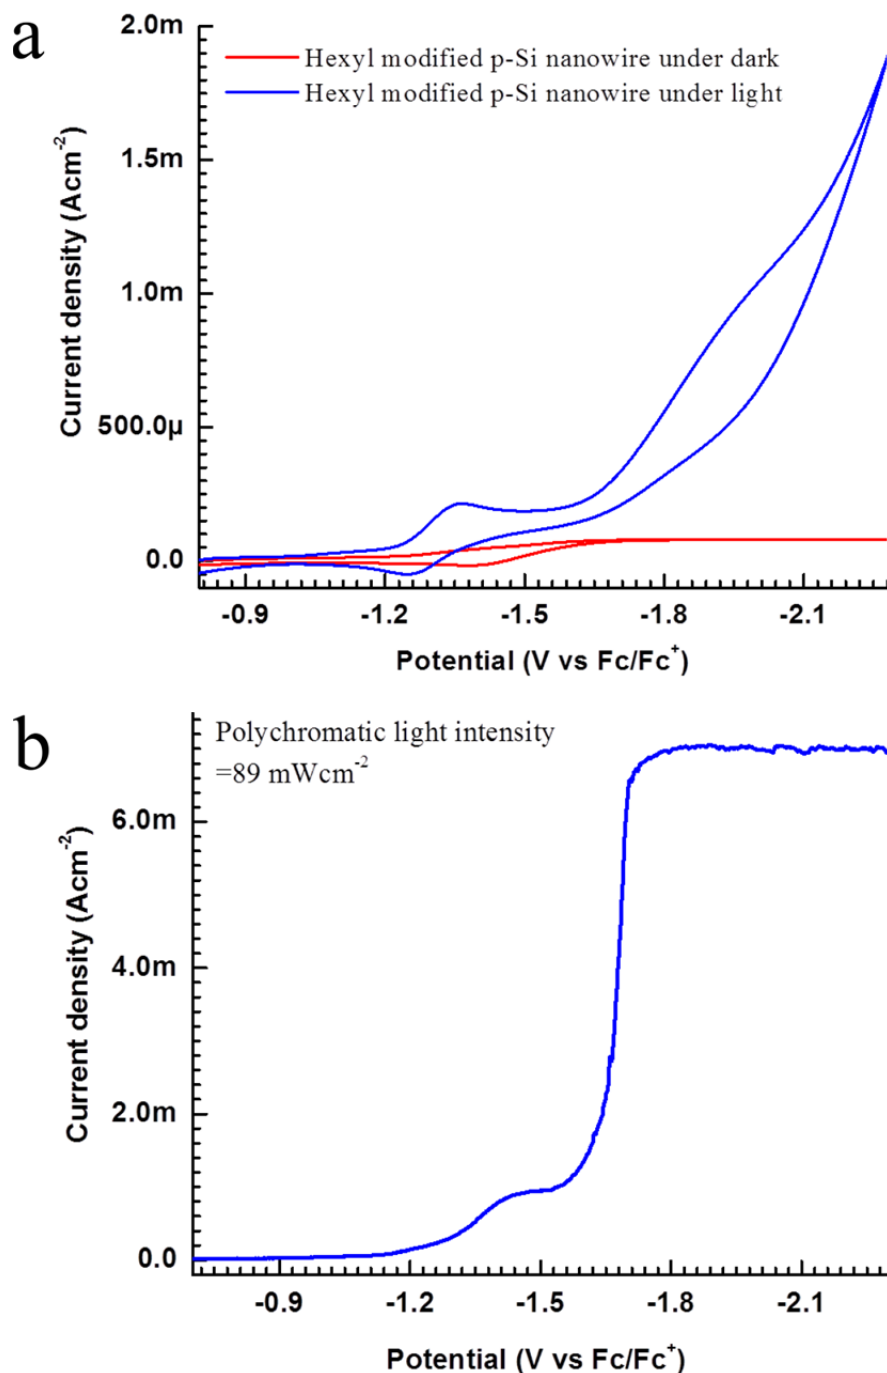 a
2.0m
Hexyl modified p-Si nanowire under dark
Hexyl modified p-Si nanowire under light
1.5m
1.0m
500.0µ
0.0
Current density (Acm⁻²)
-0.9 -1.2 -1.5 -1.8 -2.1
Potential (V vs Fc/Fc⁺)
b
Polychromatic light intensity
=89 mWcm⁻²
6.0m
4.0m
2.0m
0.0
Current density (Acm⁻²)
-0.9 -1.2 -1.5 -1.8 -2.1
Potential (V vs Fc/Fc⁺)